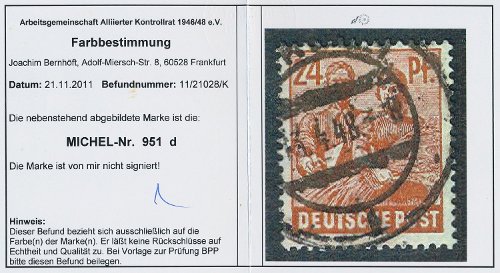 Arbeitsgemeinschaft Alliierter Kontrollrat 1946/48 e.V.
Farbbestimmung
Joachim Bernhöft, Adolf-Miersch-Str. 8, 60528 Frankfurt
Datum: 21.11.2011 Befundnummer: 11/21028/K
Die nebenstehend abgebildete Marke ist die:
MICHEL-Nr. 951 d
Die Marke ist von mir nicht signiert!
Hinweis:
Dieser Befund bezieht sich ausschließlich auf die
Farbe(n) der Marke(n). Er läßt keine Rückschlüsse auf
Echtheit und Qualität zu. Bei Vorlage zur Prüfung BPP
bitte diesen Befund beilegen.
24 Pf.
4.48
DEUTSCHE POST